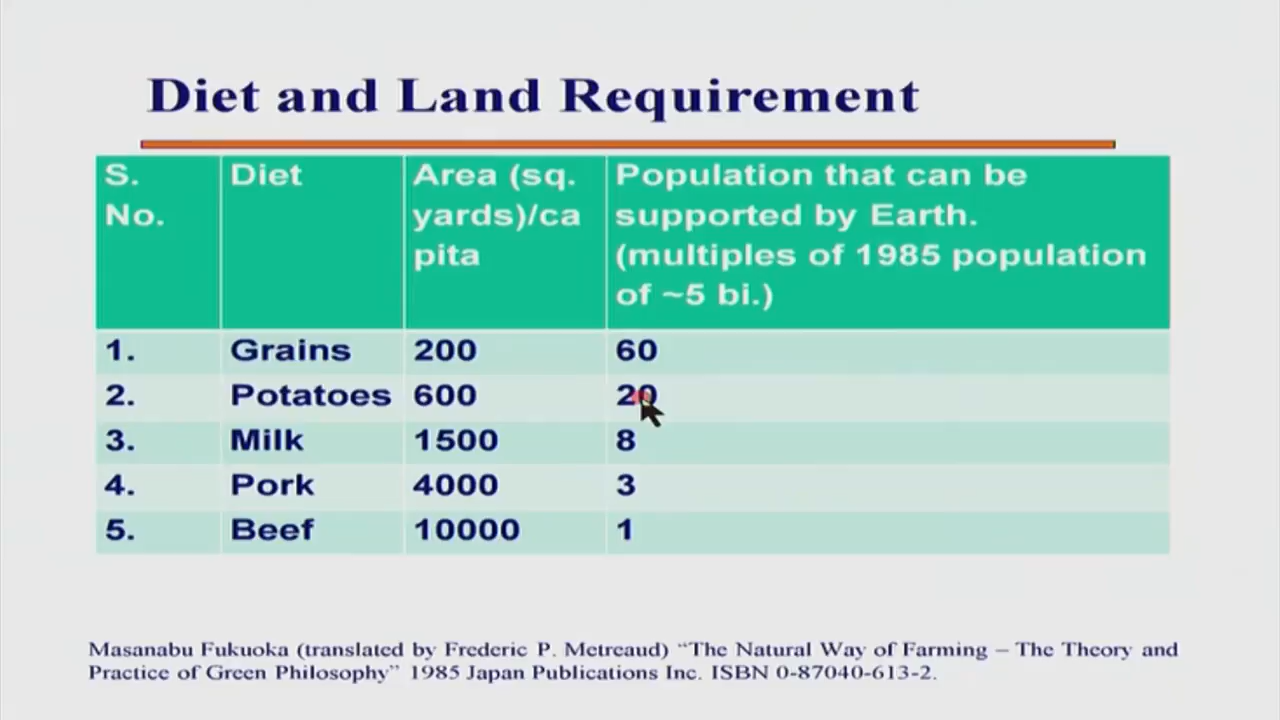 Diet and Land Requirement
S. No. Diet Area (sq. yards)/ca pita Population that can be supported by Earth. (multiples of 1985 population of ~5 bi.)
1. Grains 200 60
2. Potatoes 600 20
3. Milk 1500 8
4. Pork 4000 3
5. Beef 10000 1
Masanabu Fukuoka (translated by Frederic P. Metreaud) “The Natural Way of Farming – The Theory and
Practice of Green Philosophy” 1985 Japan Publications Inc. ISBN 0-87040-613-2.